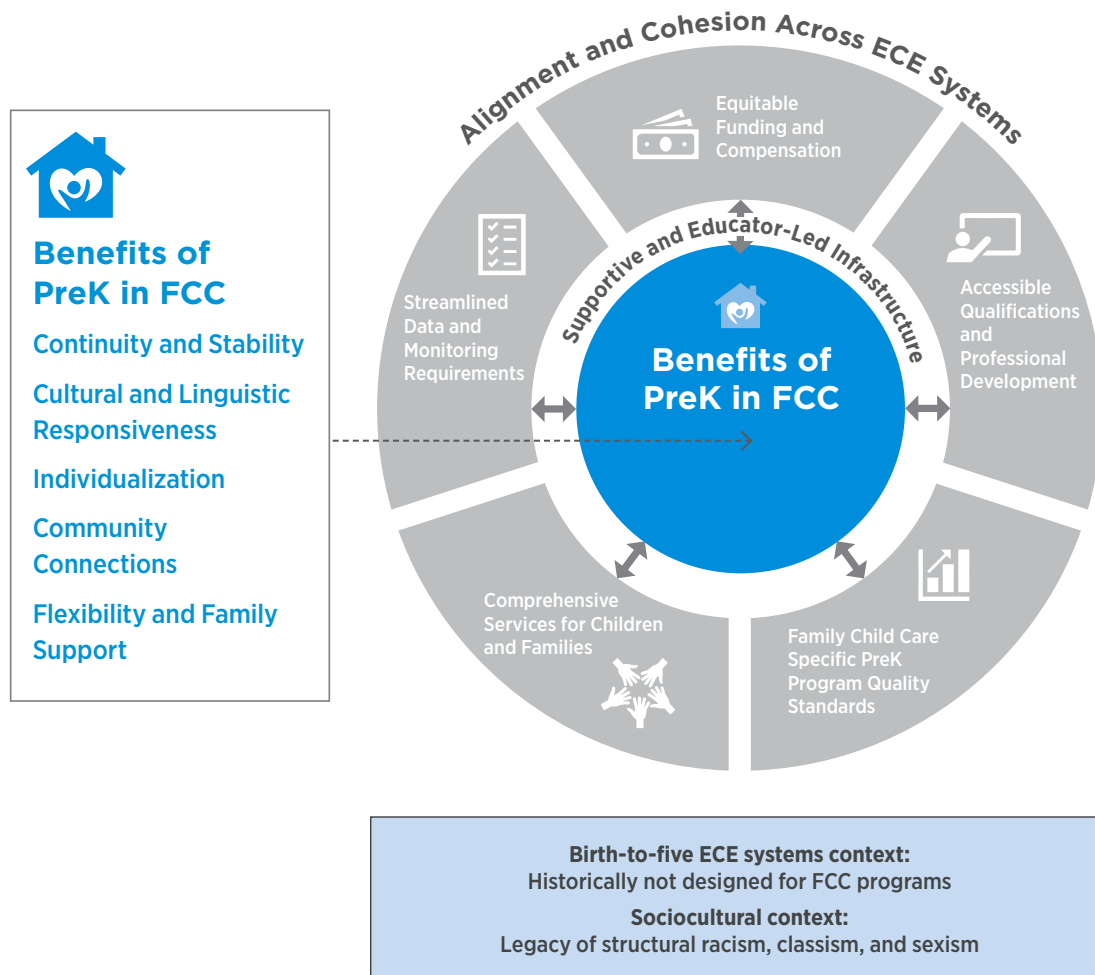 Benefits of
PreK in FCC
Continuity and Stability
Cultural and Linguistic
Responsiveness
Individualization
Community
Connections
Flexibility and Family
Support
Alignment and Cohesion Across ECE Systems
Equitable
Funding and
Compensation
Streamlined
Data and
Monitoring
Requirements
Supportive and Educator-Led Infrastructure
Accessible
Qualifications
and
Professional
Development
Benefits of
PreK in FCC
Comprehensive
Services for Children
and Families
Family Child Care
Specific PreK
Program Quality
Standards
Birth-to-five ECE systems context:
Historically not designed for FCC programs
Sociocultural context:
Legacy of structural racism, classism, and sexism